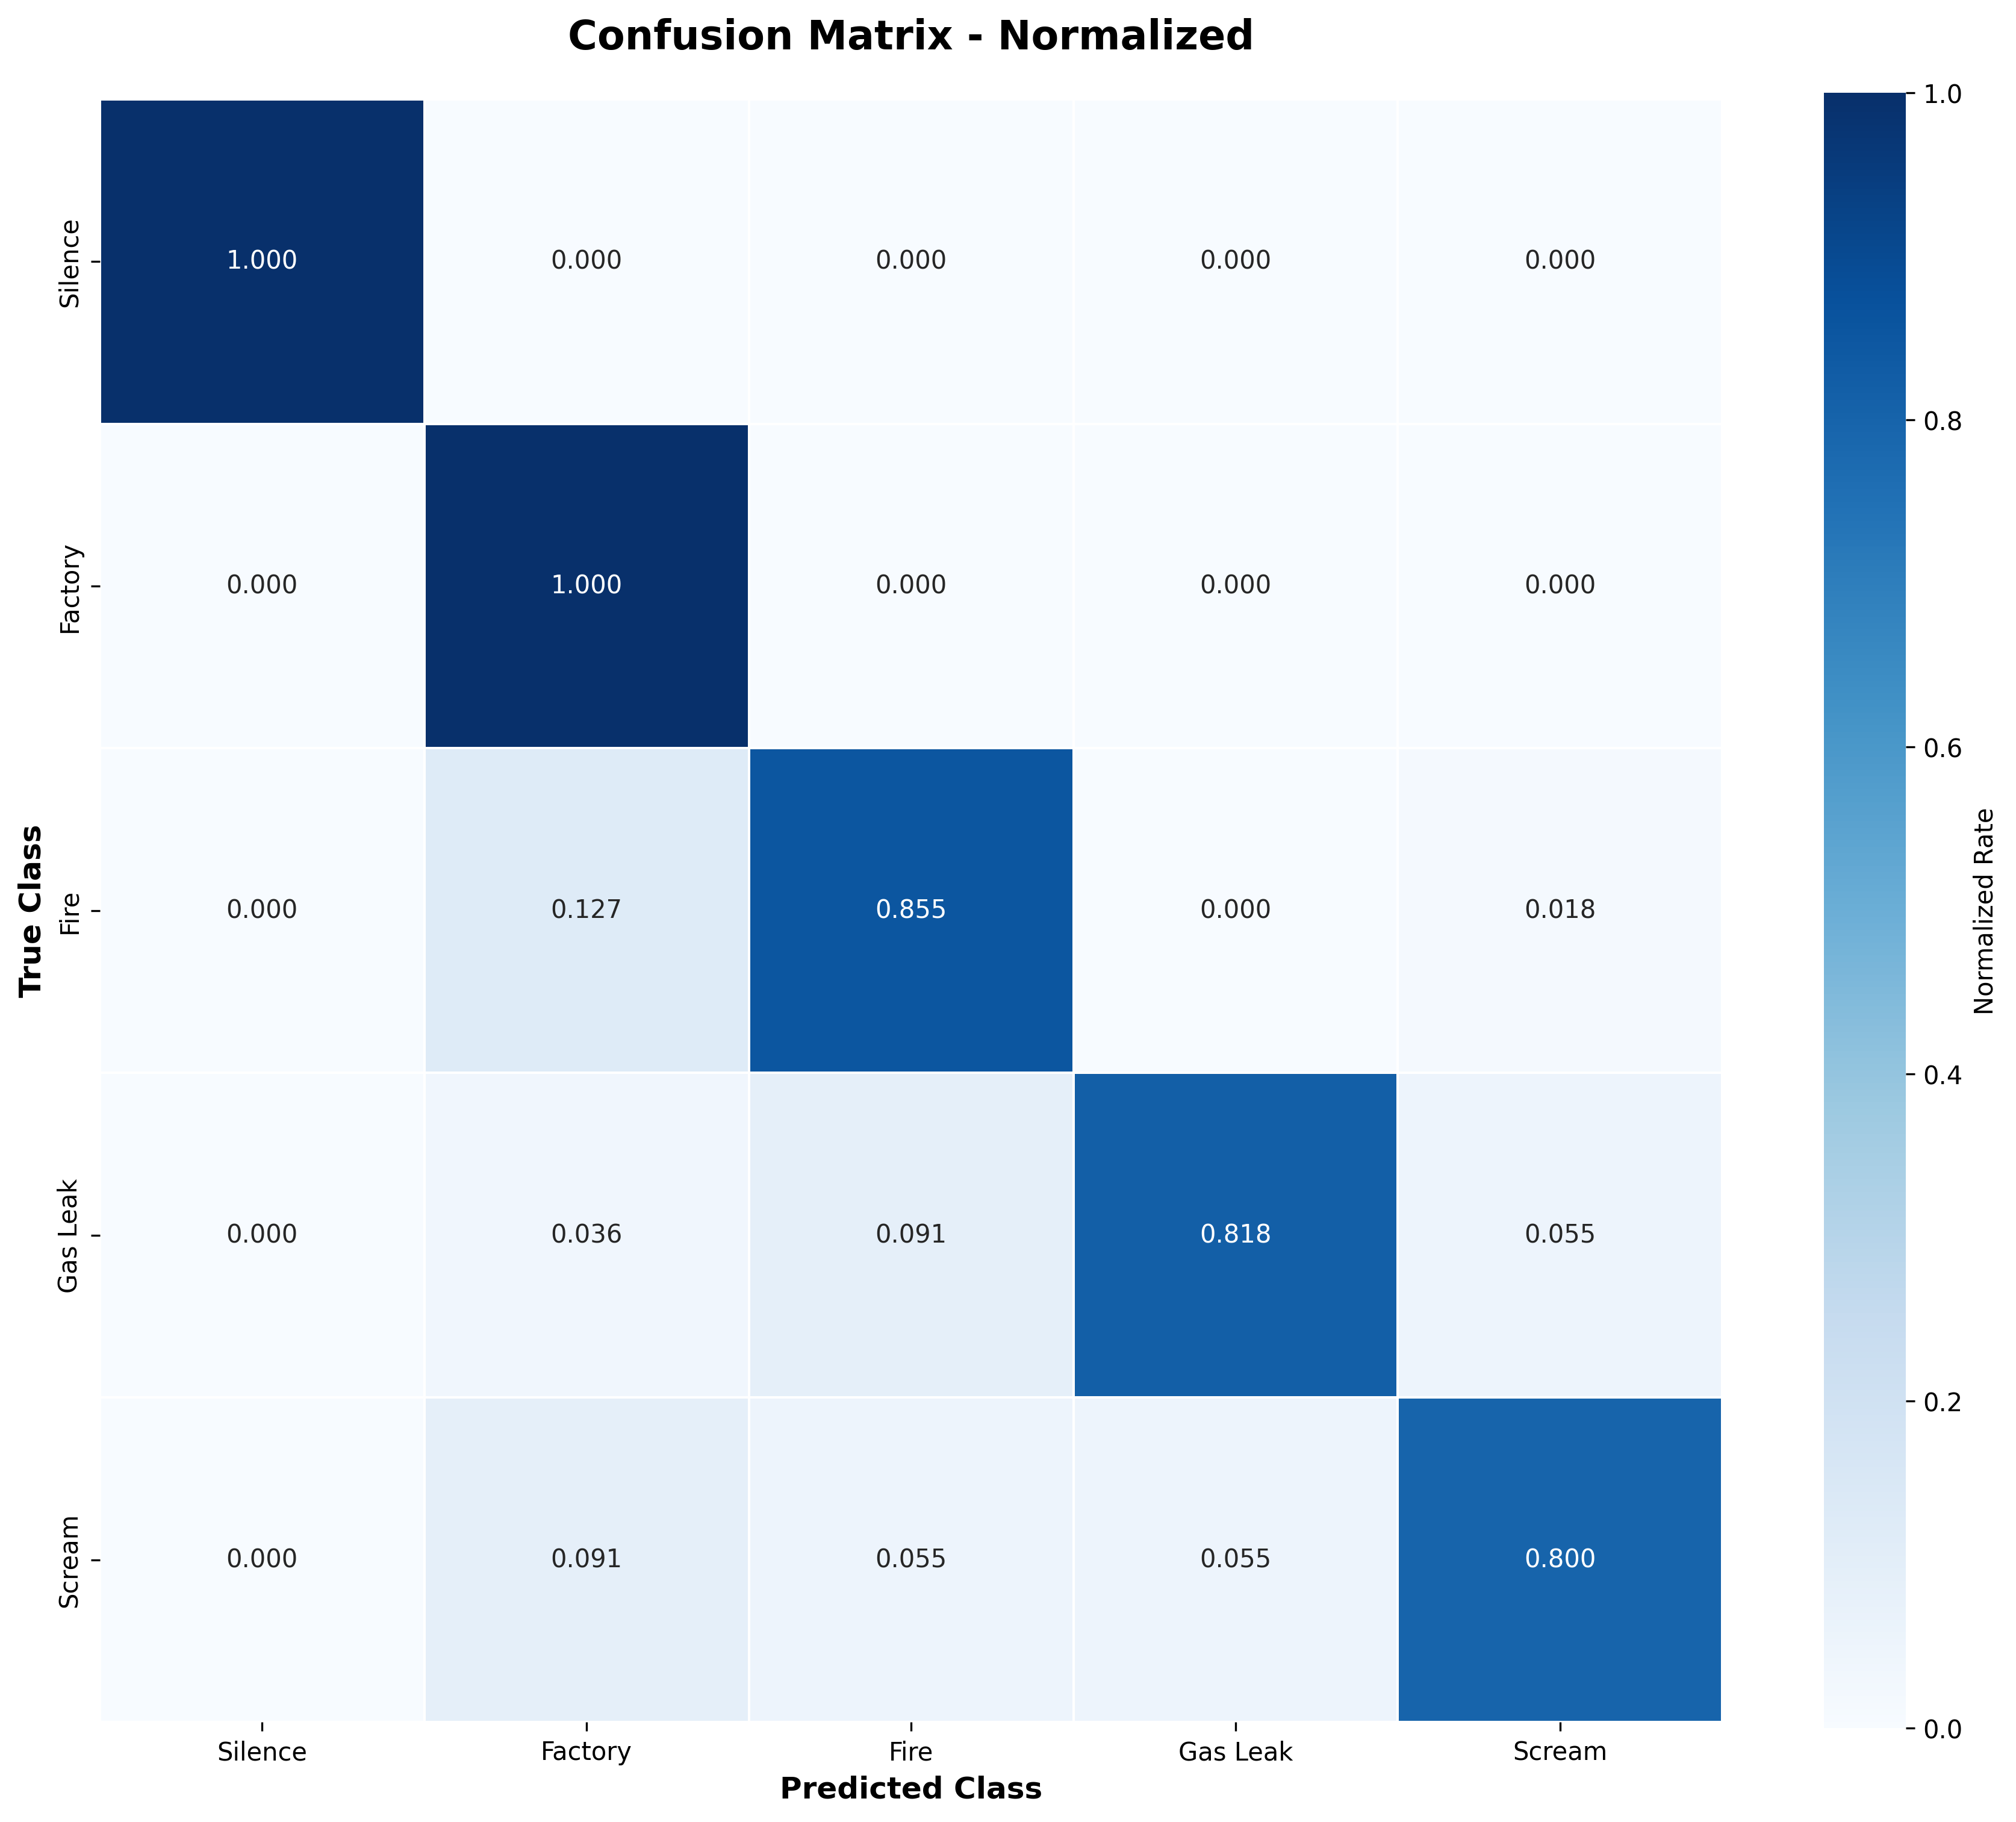 Confusion Matrix - Normalized
Silence 1.000 0.000 0.000 0.000 0.000
Factory 0.000 1.000 0.000 0.000 0.000
Fire 0.000 0.127 0.855 0.000 0.018
Gas Leak 0.000 0.036 0.091 0.818 0.055
Scream 0.000 0.091 0.055 0.055 0.800
True Class
Silence Factory Fire Gas Leak Scream
Predicted Class
1.0
0.8
0.6
0.4
0.2
0.0
Normalized Rate